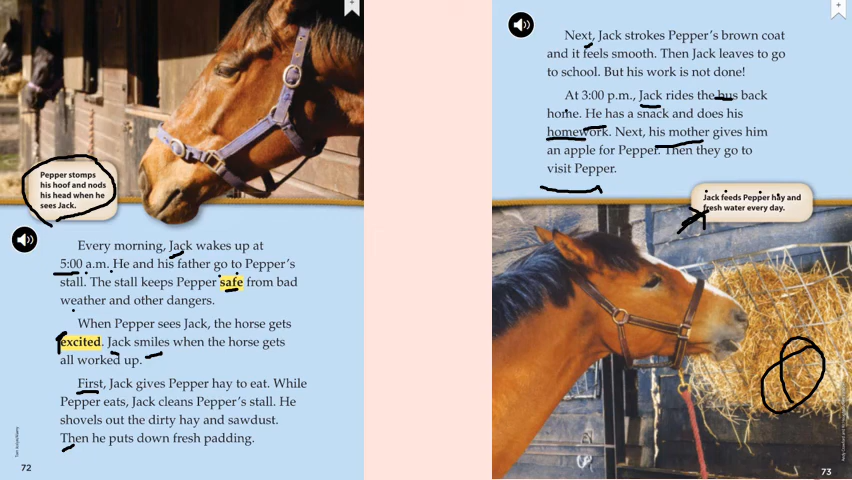 Pepper stomps
his hoof and nods
his head when he
sees Jack.
Every morning, Jack wakes up at
5:00 a.m. He and his father go to Pepper's
stall. The stall keeps Pepper safe from bad
weather and other dangers.
When Pepper sees Jack, the horse gets
excited. Jack smiles when the horse gets
all worked up.
First, Jack gives Pepper hay to eat. While
Pepper eats, Jack cleans Pepper's stall. He
shovels out the dirty hay and sawdust.
Then he puts down fresh padding.
72
Next, Jack strokes Pepper's brown coat
and it feels smooth. Then Jack leaves to go
to school. But his work is not done!
At 3:00 p.m., Jack rides the bus back
home. He has a snack and does his
homework. Next, his mother gives him
an apple for Pepper. Then they go to
visit Pepper.
Jack feeds Pepper hay and
fresh water every day.
73